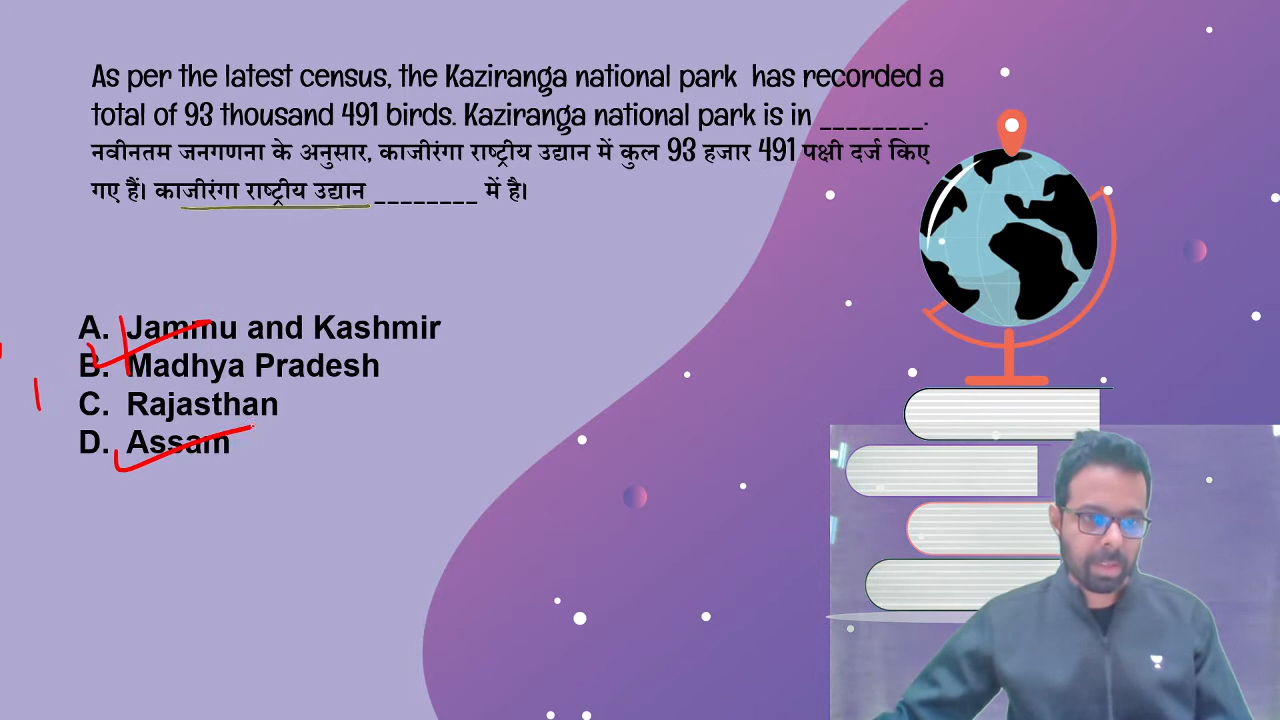 As per the latest census, the Kaziranga national park has recorded a
total of 93 thousand 491 birds. Kaziranga national park is in ________.
नवीनतम जनगणना के अनुसार, काजीरंगा राष्ट्रीय उद्यान में कुल 93 हजार 491 पक्षी दर्ज किए
गए हैं। काजीरंगा राष्ट्रीय उद्यान ________ में है।
A. Jammu and Kashmir
B. Madhya Pradesh
C. Rajasthan
D. Assam